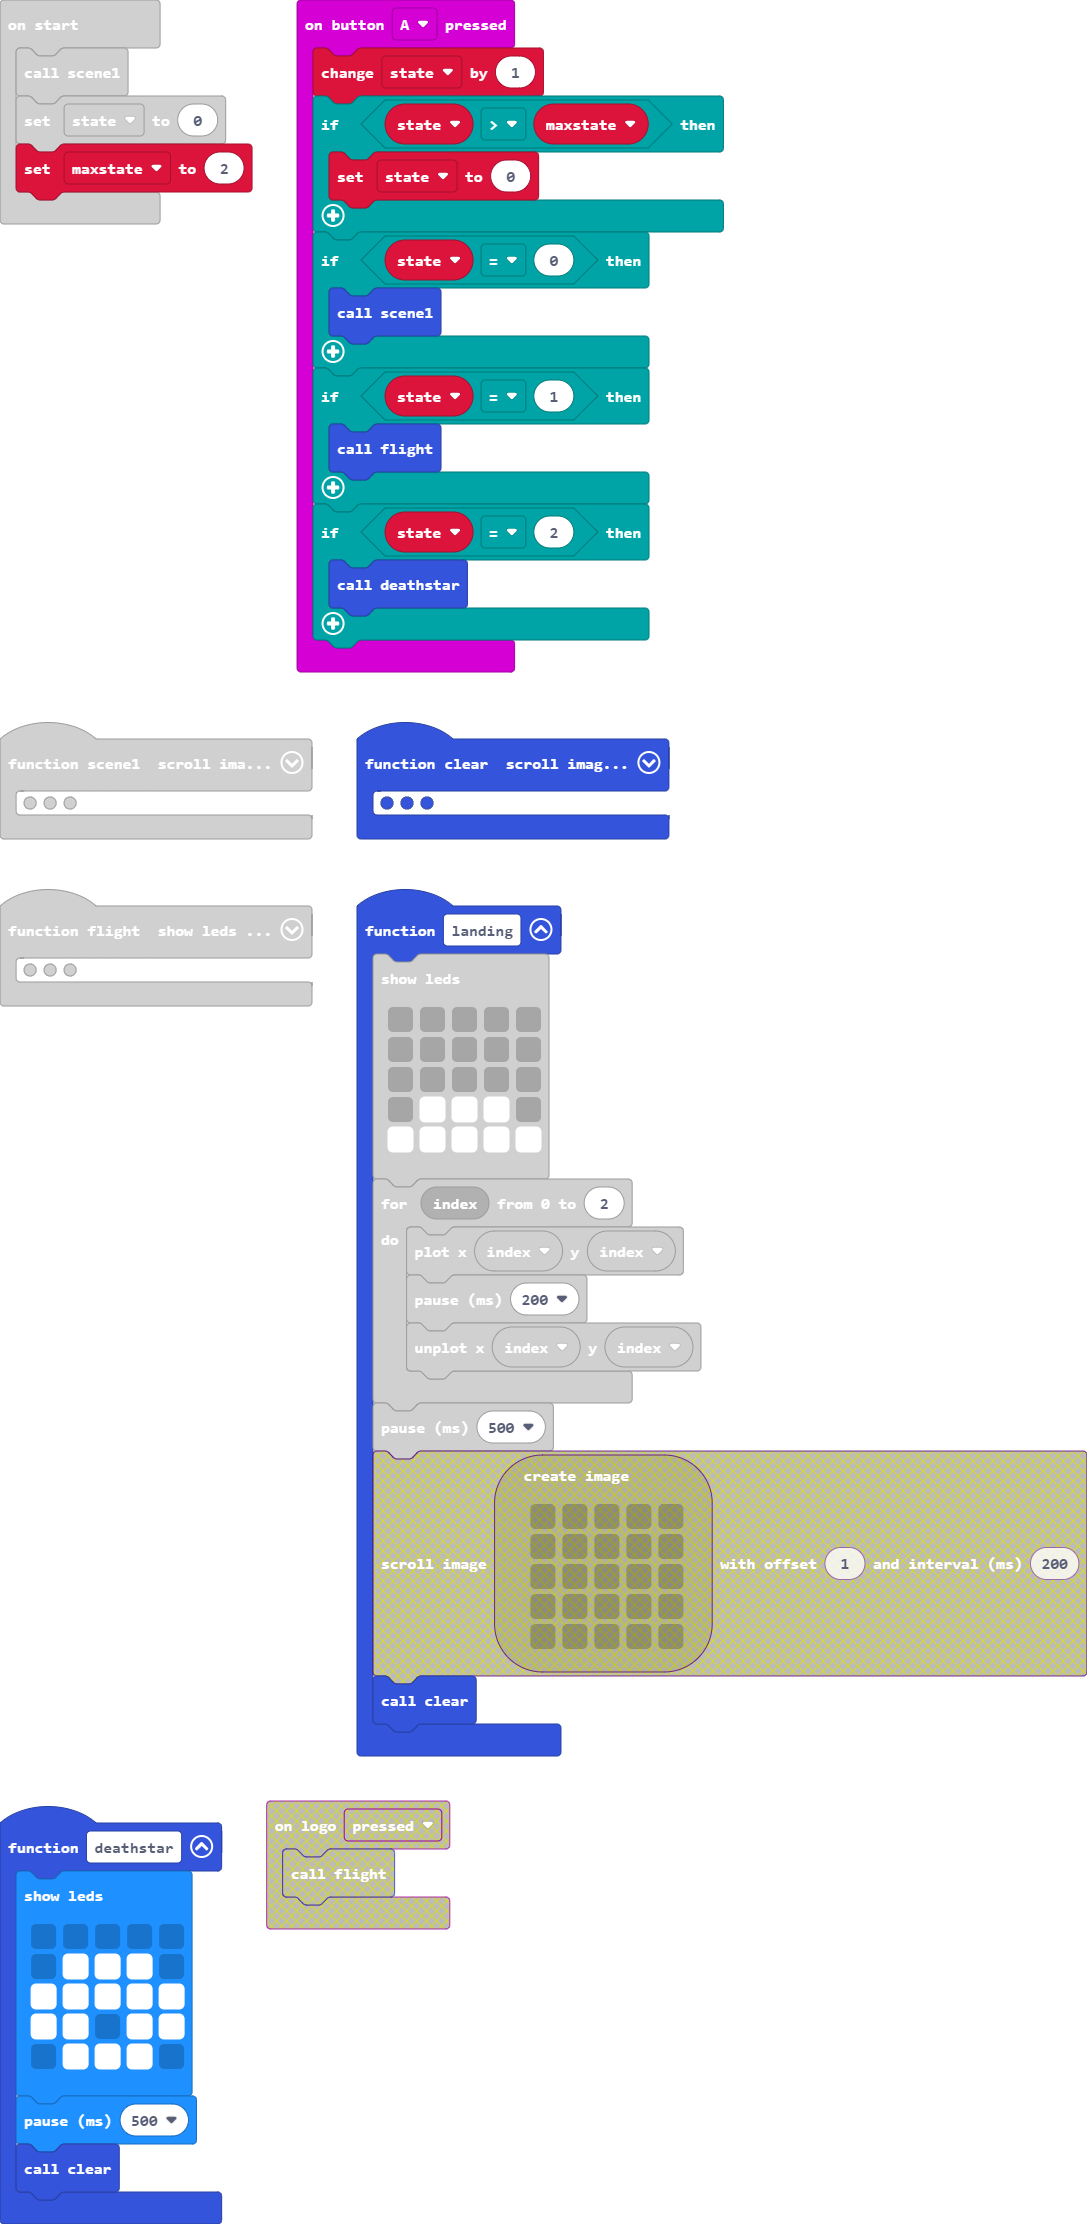 on start
call scene1
set state to 0
set maxstate to 2
on button A pressed
change state by 1
if state > maxstate then
set state to 0
if state = 0 then
call scene1
if state = 1 then
call flight
if state = 2 then
call deathstar
function scene1 scroll ima...
function clear scroll imag...
function flight show leds ...
function landing
show leds
for index from 0 to 2
do
plot x index y index
pause (ms) 200
unplot x index y index
pause (ms) 500
create image
scroll image with offset 1 and interval (ms) 200
call clear
function deathstar
show leds
pause (ms) 500
call clear
on logo pressed
call flight